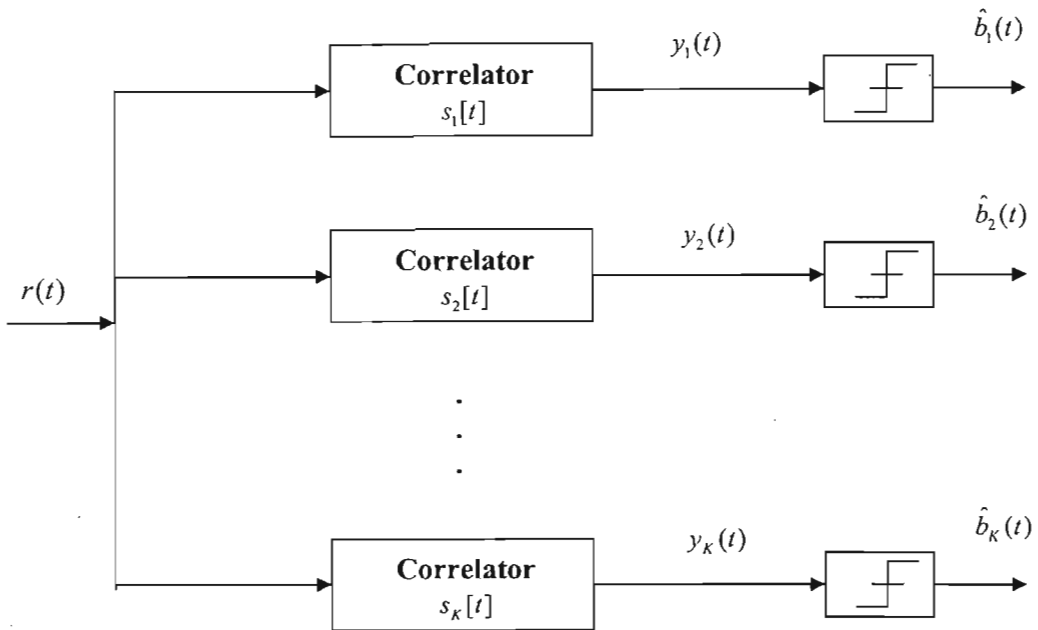 y₁(t)
b̂₁(t)
Correlator
s₁[t]
y₂(t)
b̂₂(t)
Correlator
s₂[t]
r(t)
y_K(t)
b̂_K(t)
Correlator
s_K[t]